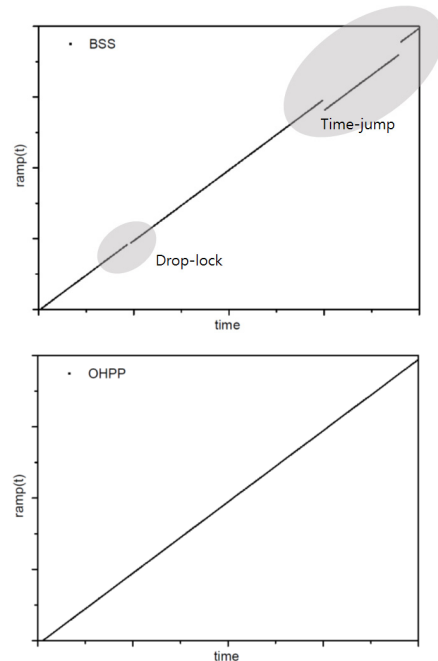 BSS
Time-jump
Drop-lock
ramp(t)
time
OHPP
ramp(t)
time